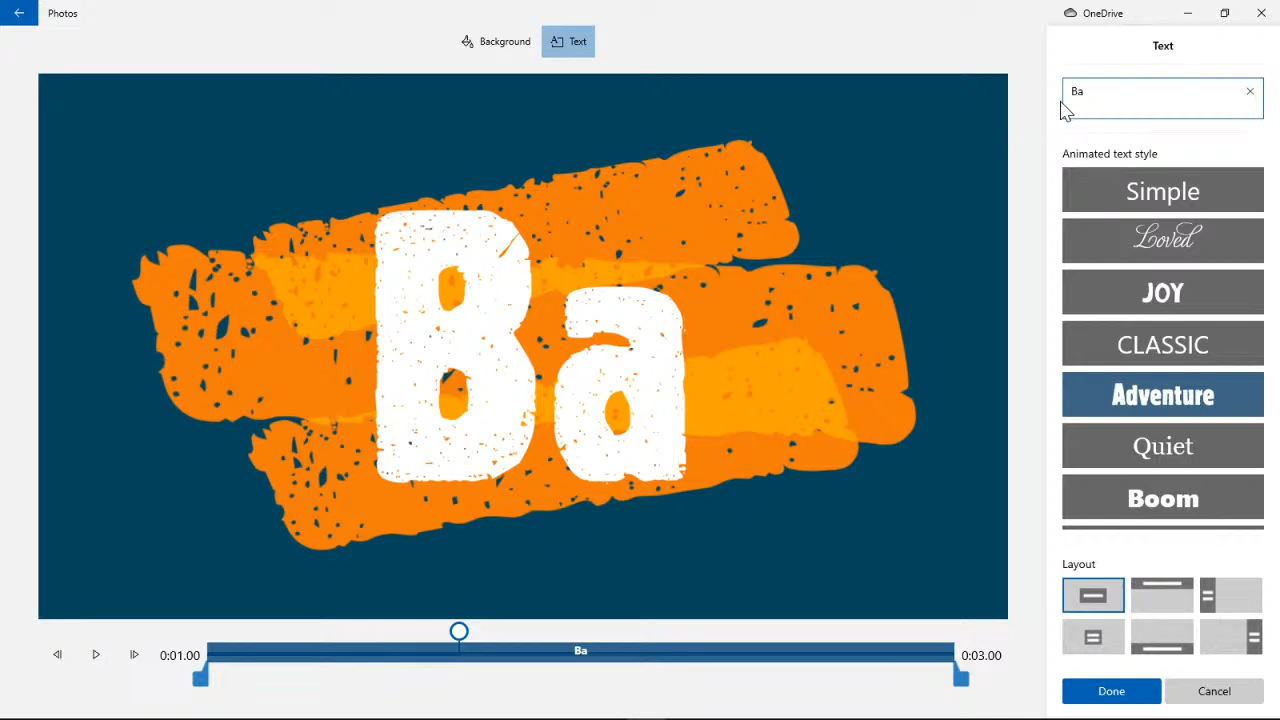 Photos
OneDrive
Background
Text
Text
Ba
Animated text style
Simple
Loved
JOY
CLASSIC
Adventure
Quiet
Boom
Ba
Layout
0:01.00
Ba
0:03.00
Done
Cancel